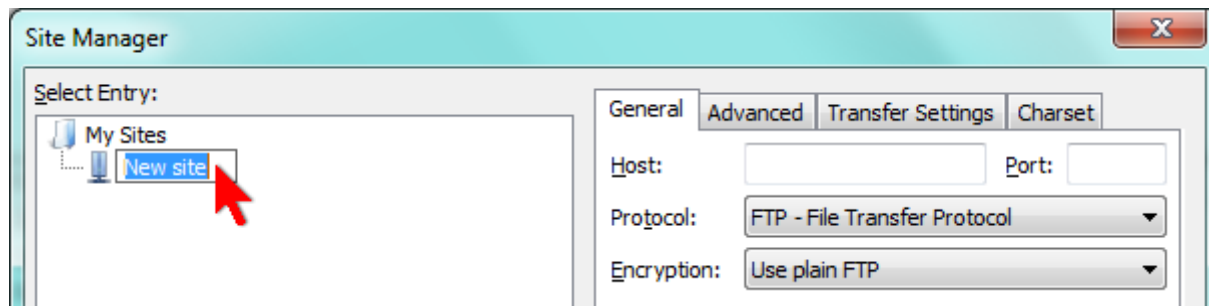 Site Manager
Select Entry:
My Sites
New site
General Advanced Transfer Settings Charset
Host: Port:
Protocol: FTP - File Transfer Protocol
Encryption: Use plain FTP